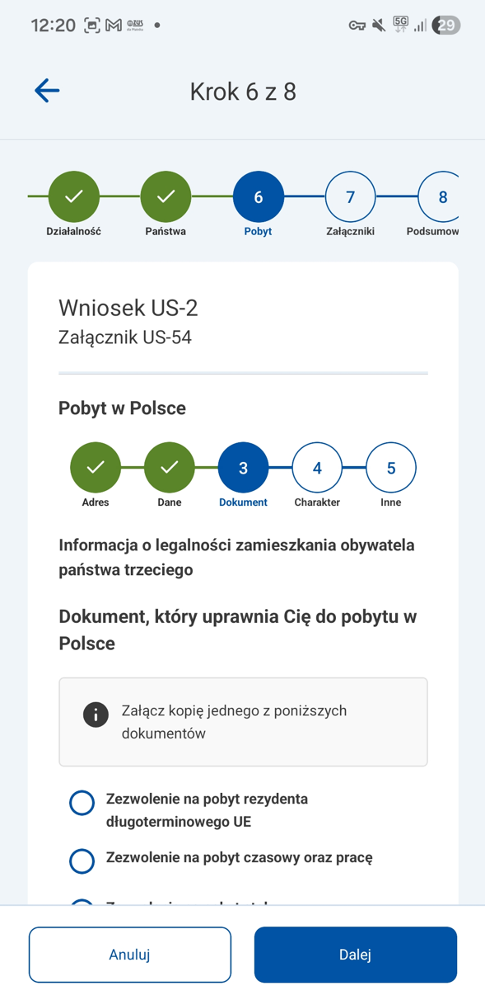 12:20
5G
29
Krok 6 z 8
6
7
8
Działalność
Państwa
Pobyt
Załączniki
Podsumow
Wniosek US-2
Załącznik US-54
Pobyt w Polsce
3
4
5
Adres
Dane
Dokument
Charakter
Inne
Informacja o legalności zamieszkania obywatela
państwa trzeciego
Dokument, który uprawnia Cię do pobytu w
Polsce
Załącz kopię jednego z poniższych
dokumentów
Zezwolenie na pobyt rezydenta
długoterminowego UE
Zezwolenie na pobyt czasowy oraz pracę
Anuluj
Dalej